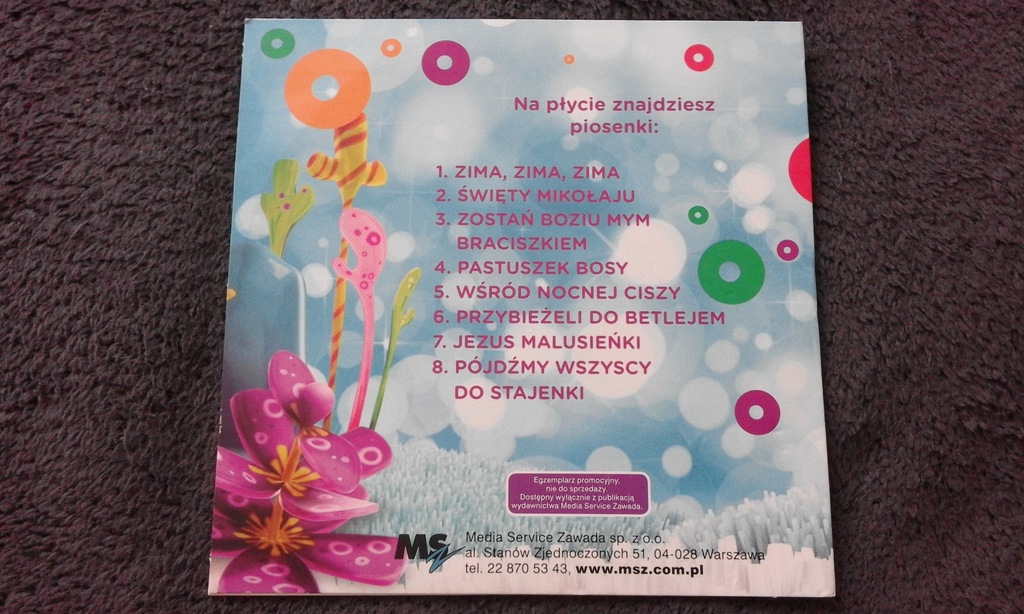 Na płycie znajdziesz
piosenki:
1. ZIMA, ZIMA, ZIMA
2. ŚWIĘTY MIKOŁAJU
3. ZOSTAŃ BOZIU MYM
BRACISZKIEM
4. PASTUSZEK BOSY
5. WŚRÓD NOCNEJ CISZY
6. PRZYBIEŻELI DO BETLEJEM
7. JEZUS MALUSIEŃKI
8. PÓJDŹMY WSZYSCY
DO STAJENKI
Egzemplarz promocyjny,
nie do sprzedaży.
Dostępny wyłącznie z publikacją
wydawnictwa Media Service Zawada.
MSZ
Media Service Zawada sp. z o.o.
al. Stanów Zjednoczonych 51, 04-028 Warszawa
tel. 22 870 53 43, www.msz.com.pl